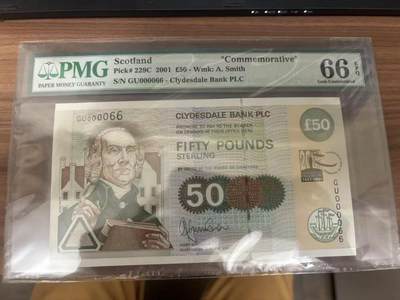 PMG
PAPER MONEY GUARANTY
Scotland "Commemorative"
Pick# 229C 2001 £50 - Wmk: A. Smith
S/N GU000066 - Clydesdale Bank PLC
66 EPQ
Gem Uncirculated
GU000066
CLYDESDALE BANK PLC
£50
FIFTY POUNDS
STERLING
50
GU000066